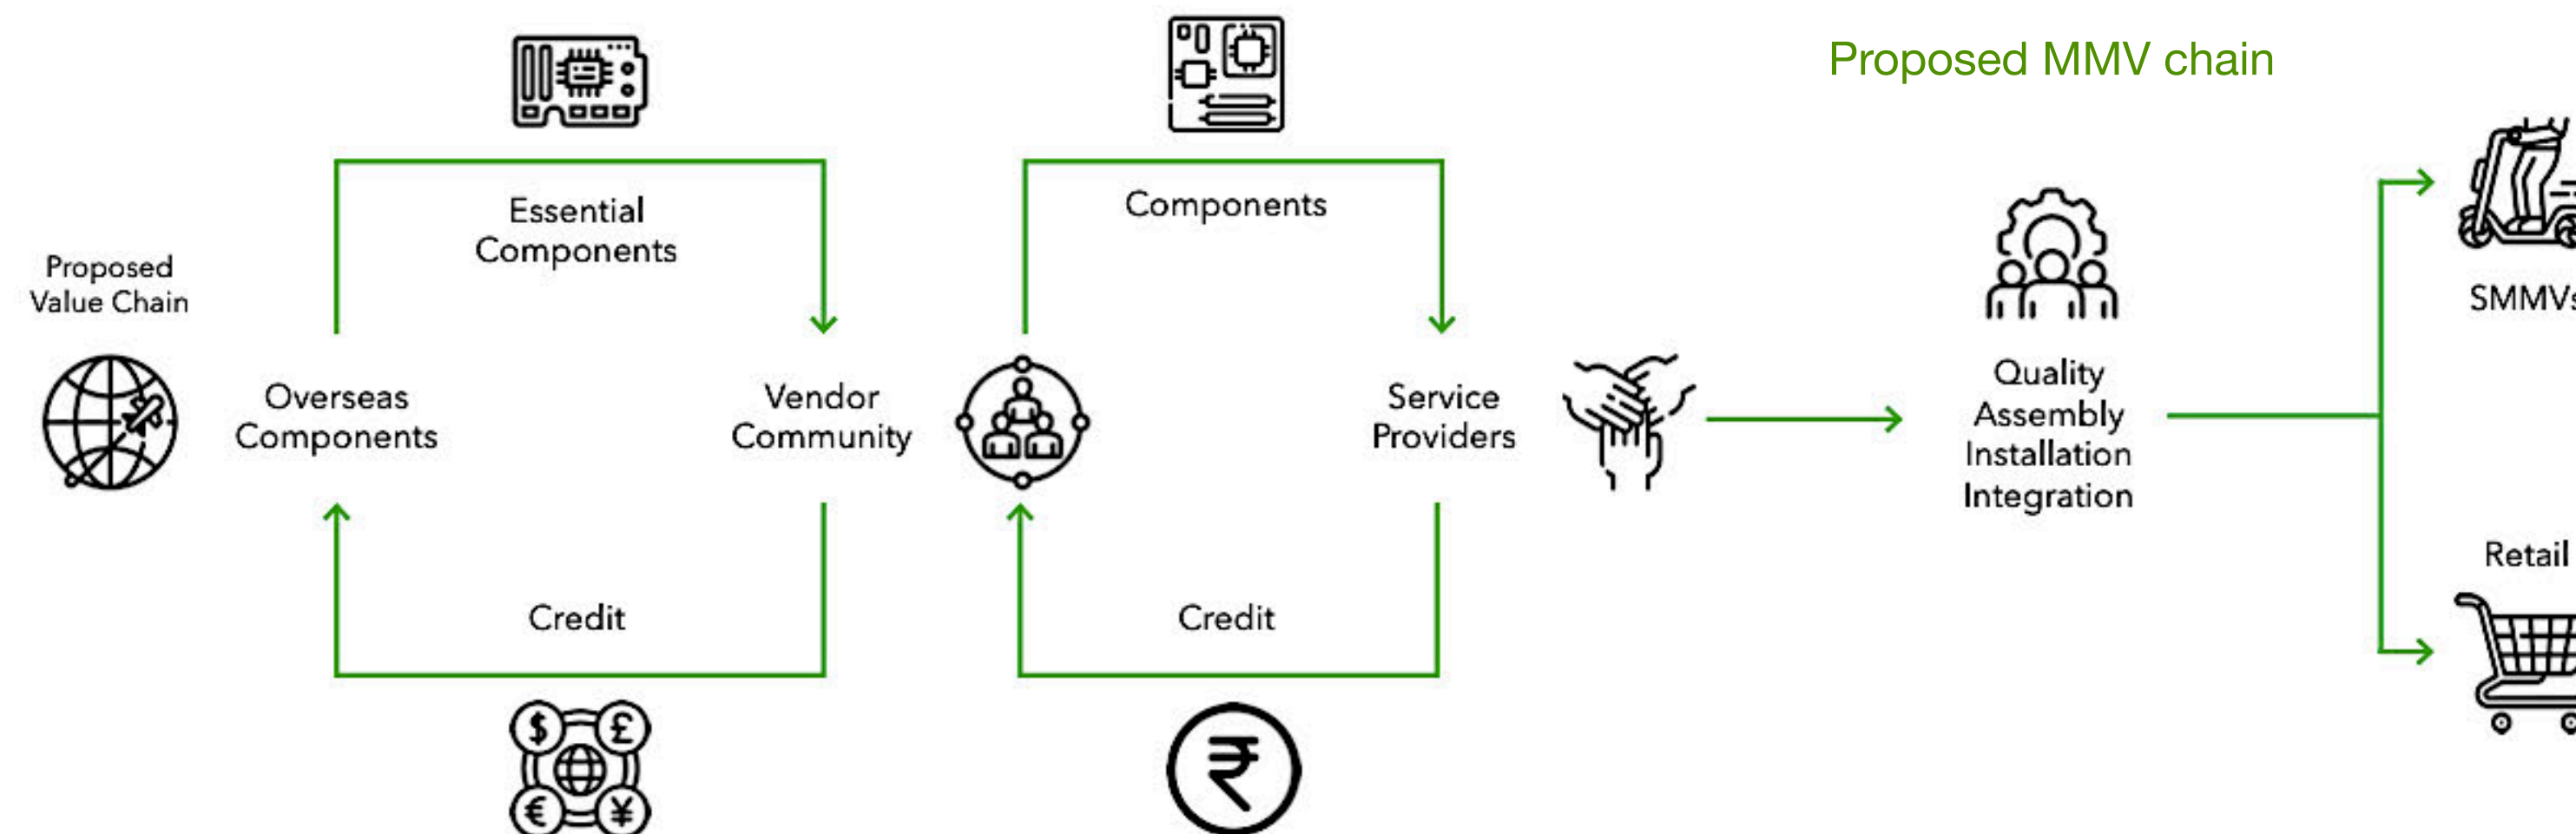 Proposed MMV chain
Proposed
Value Chain
Essential
Components
Components
Overseas
Components
Vendor
Community
Service
Providers
Quality
Assembly
Installation
Integration
SMMVs
Retail
Credit
Credit
$ £
€ ¥
₹